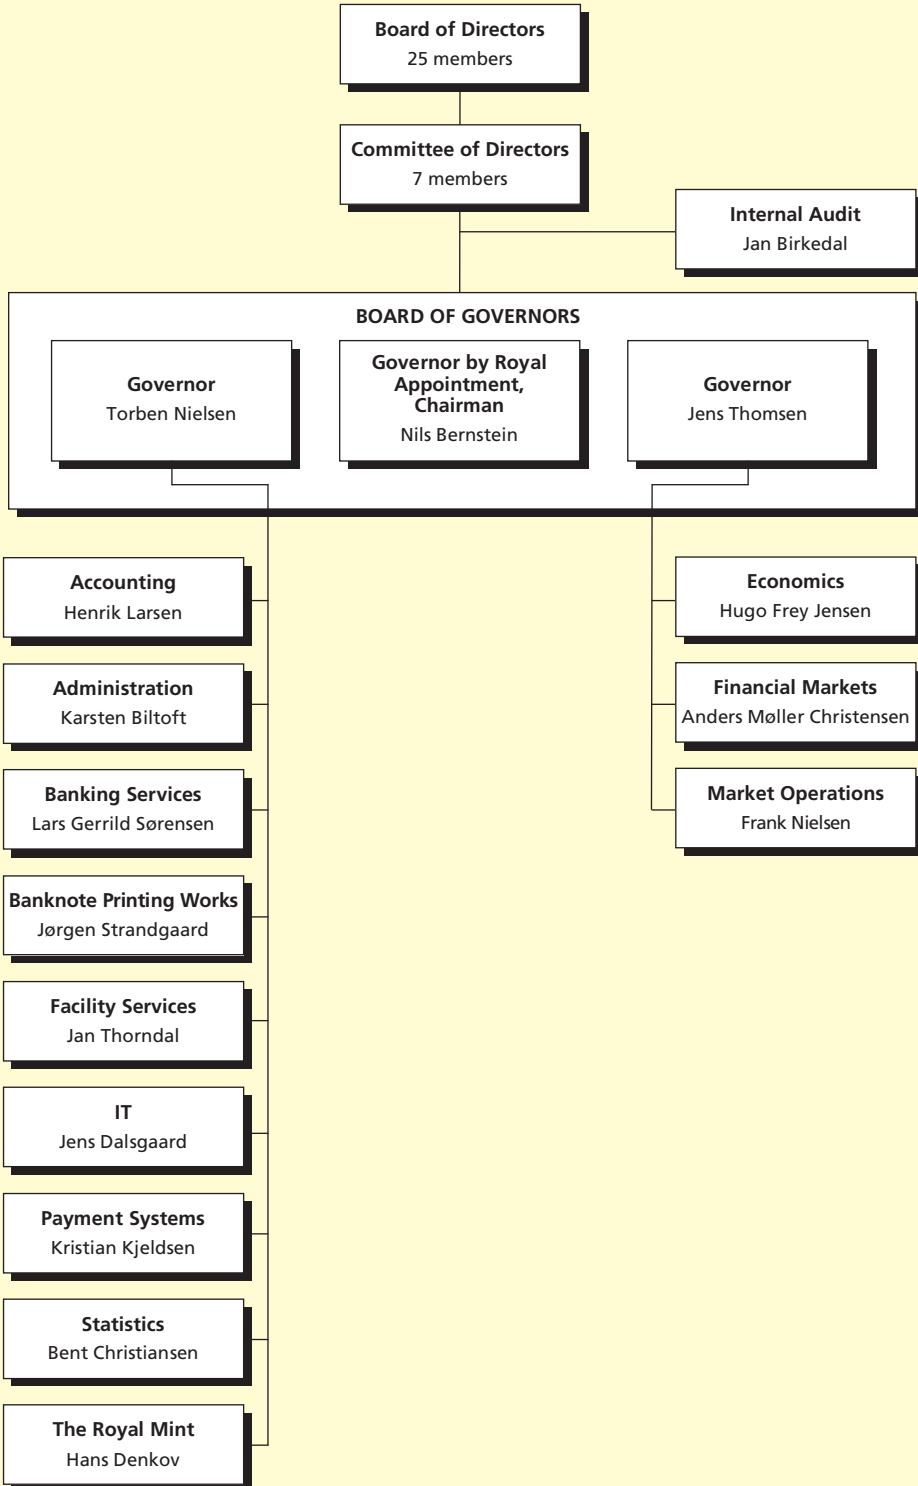 Board of Directors
25 members
Committee of Directors
7 members
Internal Audit
Jan Birkedal
BOARD OF GOVERNORS
Governor
Torben Nielsen
Governor by Royal
Appointment,
Chairman
Nils Bernstein
Governor
Jens Thomsen
Accounting
Henrik Larsen
Administration
Karsten Biltoft
Banking Services
Lars Gerrild Sørensen
Banknote Printing Works
Jørgen Strandgaard
Facility Services
Jan Thorndal
IT
Jens Dalsgaard
Payment Systems
Kristian Kjeldsen
Statistics
Bent Christiansen
The Royal Mint
Hans Denkov
Economics
Hugo Frey Jensen
Financial Markets
Anders Møller Christensen
Market Operations
Frank Nielsen